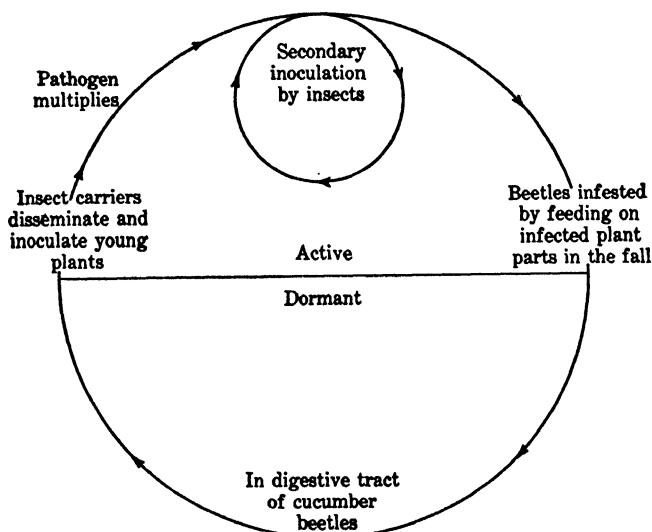 Secondary
inoculation
by insects
Pathogen
multiplies
Insect carriers
disseminate and
inoculate young
plants
Beetles infested
by feeding on
infected plant
parts in the fall
Active
Dormant
In digestive tract
of cucumber
beetles